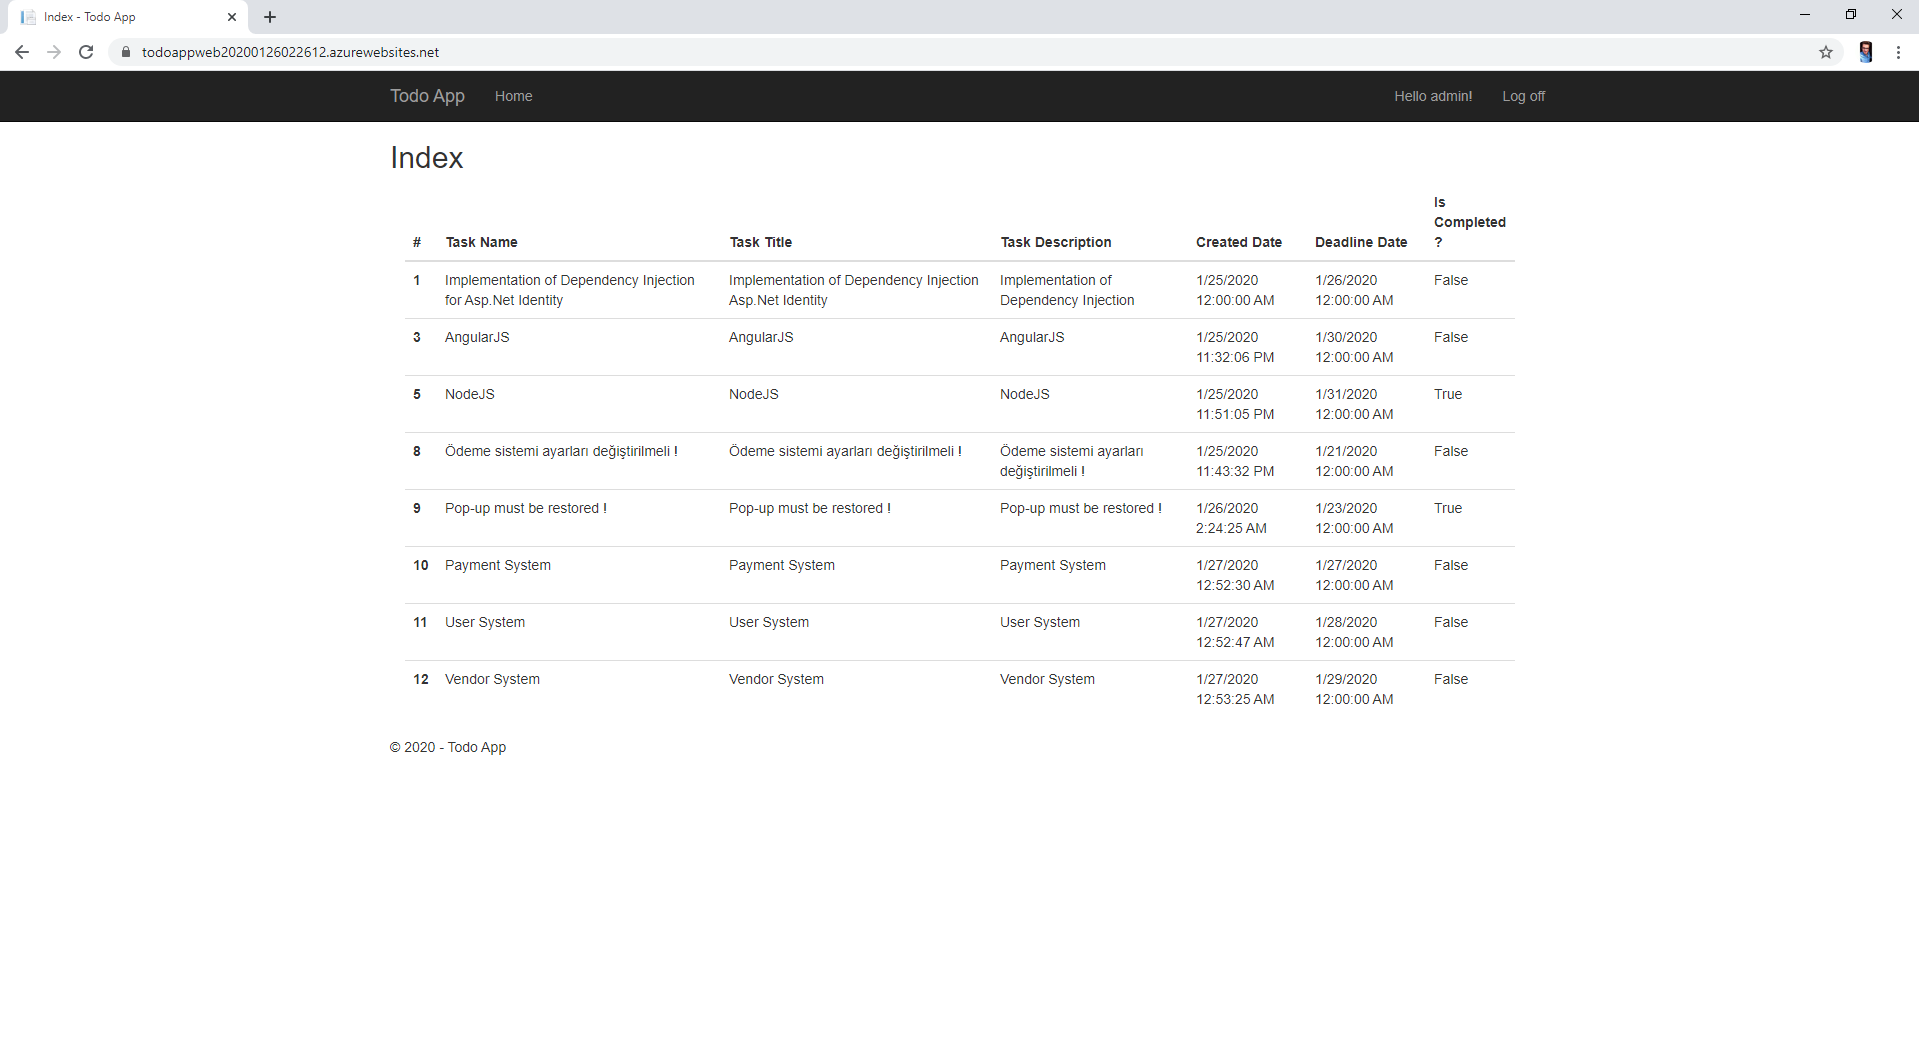 Index - Todo App
todoappweb20200126022612.azurewebsites.net
Todo App Home Hello admin! Log off
Index
# Task Name Task Title Task Description Created Date Deadline Date Is Completed ?
1 Implementation of Dependency Injection for Asp.Net Identity Implementation of Dependency Injection Asp.Net Identity Implementation of Dependency Injection 1/25/2020 12:00:00 AM 1/26/2020 12:00:00 AM False
3 AngularJS AngularJS AngularJS 1/25/2020 11:32:06 PM 1/30/2020 12:00:00 AM False
5 NodeJS NodeJS NodeJS 1/25/2020 11:51:05 PM 1/31/2020 12:00:00 AM True
8 Ödeme sistemi ayarları değiştirilmeli ! Ödeme sistemi ayarları değiştirilmeli ! Ödeme sistemi ayarları değiştirilmeli ! 1/25/2020 11:43:32 PM 1/21/2020 12:00:00 AM False
9 Pop-up must be restored ! Pop-up must be restored ! Pop-up must be restored ! 1/26/2020 2:24:25 AM 1/23/2020 12:00:00 AM True
10 Payment System Payment System Payment System 1/27/2020 12:52:30 AM 1/27/2020 12:00:00 AM False
11 User System User System User System 1/27/2020 12:52:47 AM 1/28/2020 12:00:00 AM False
12 Vendor System Vendor System Vendor System 1/27/2020 12:53:25 AM 1/29/2020 12:00:00 AM False
© 2020 - Todo App